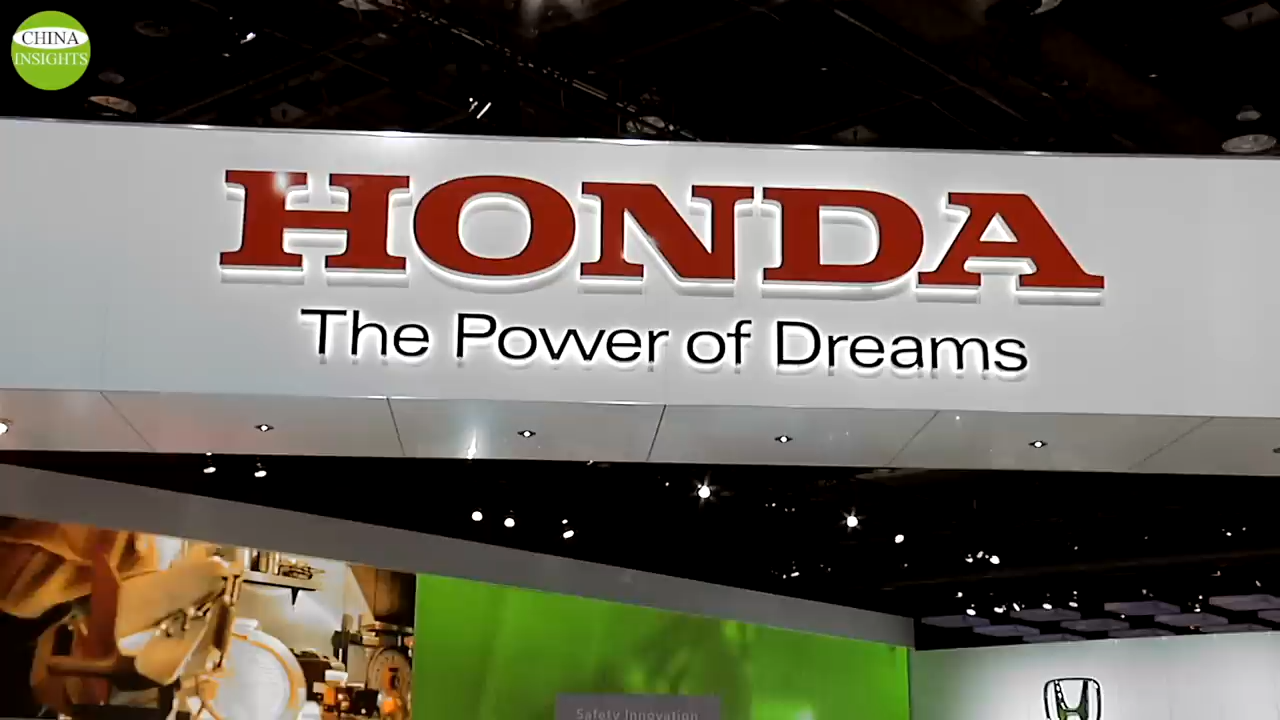 CHINA
INSIGHTS
HONDA
The Power of Dreams
Safety Innovation